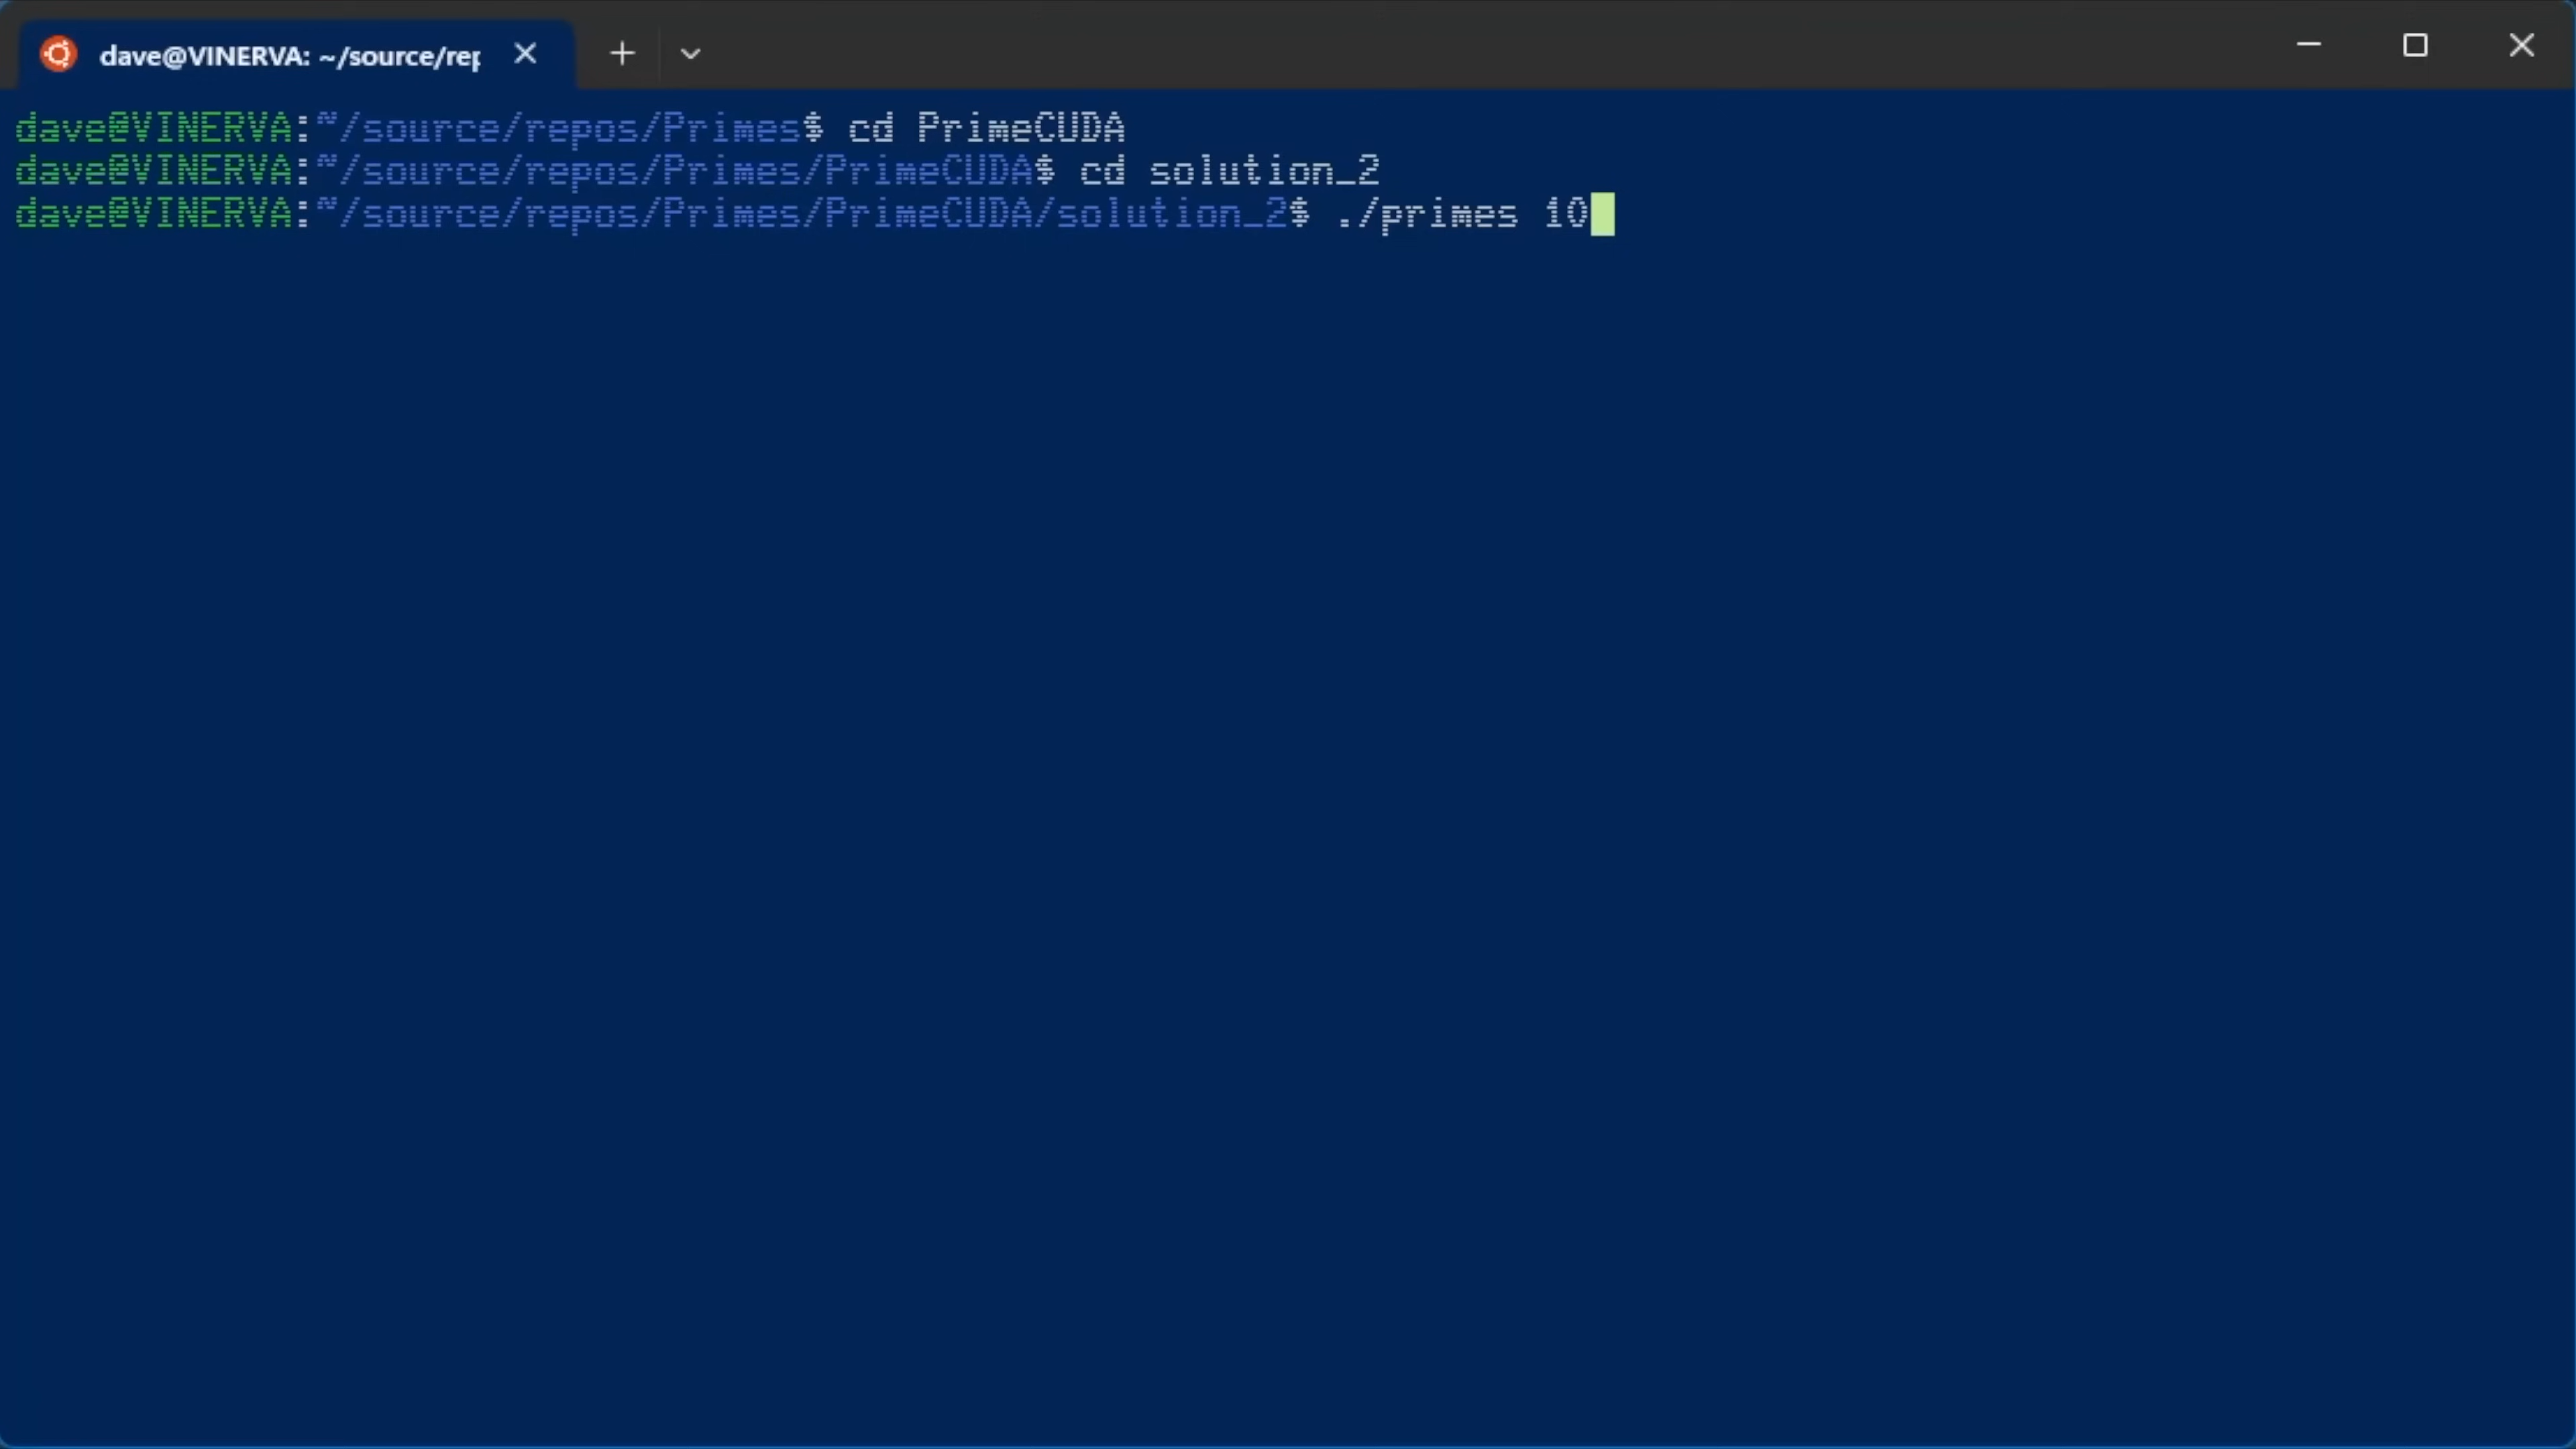 dave@VINERVA: ~/source/rep
dave@VINERVA:~/source/repos/Primes$ cd PrimeCUDA
dave@VINERVA:~/source/repos/Primes/PrimeCUDA$ cd solution_2
dave@VINERVA:~/source/repos/Primes/PrimeCUDA/solution_2$ ./primes 10